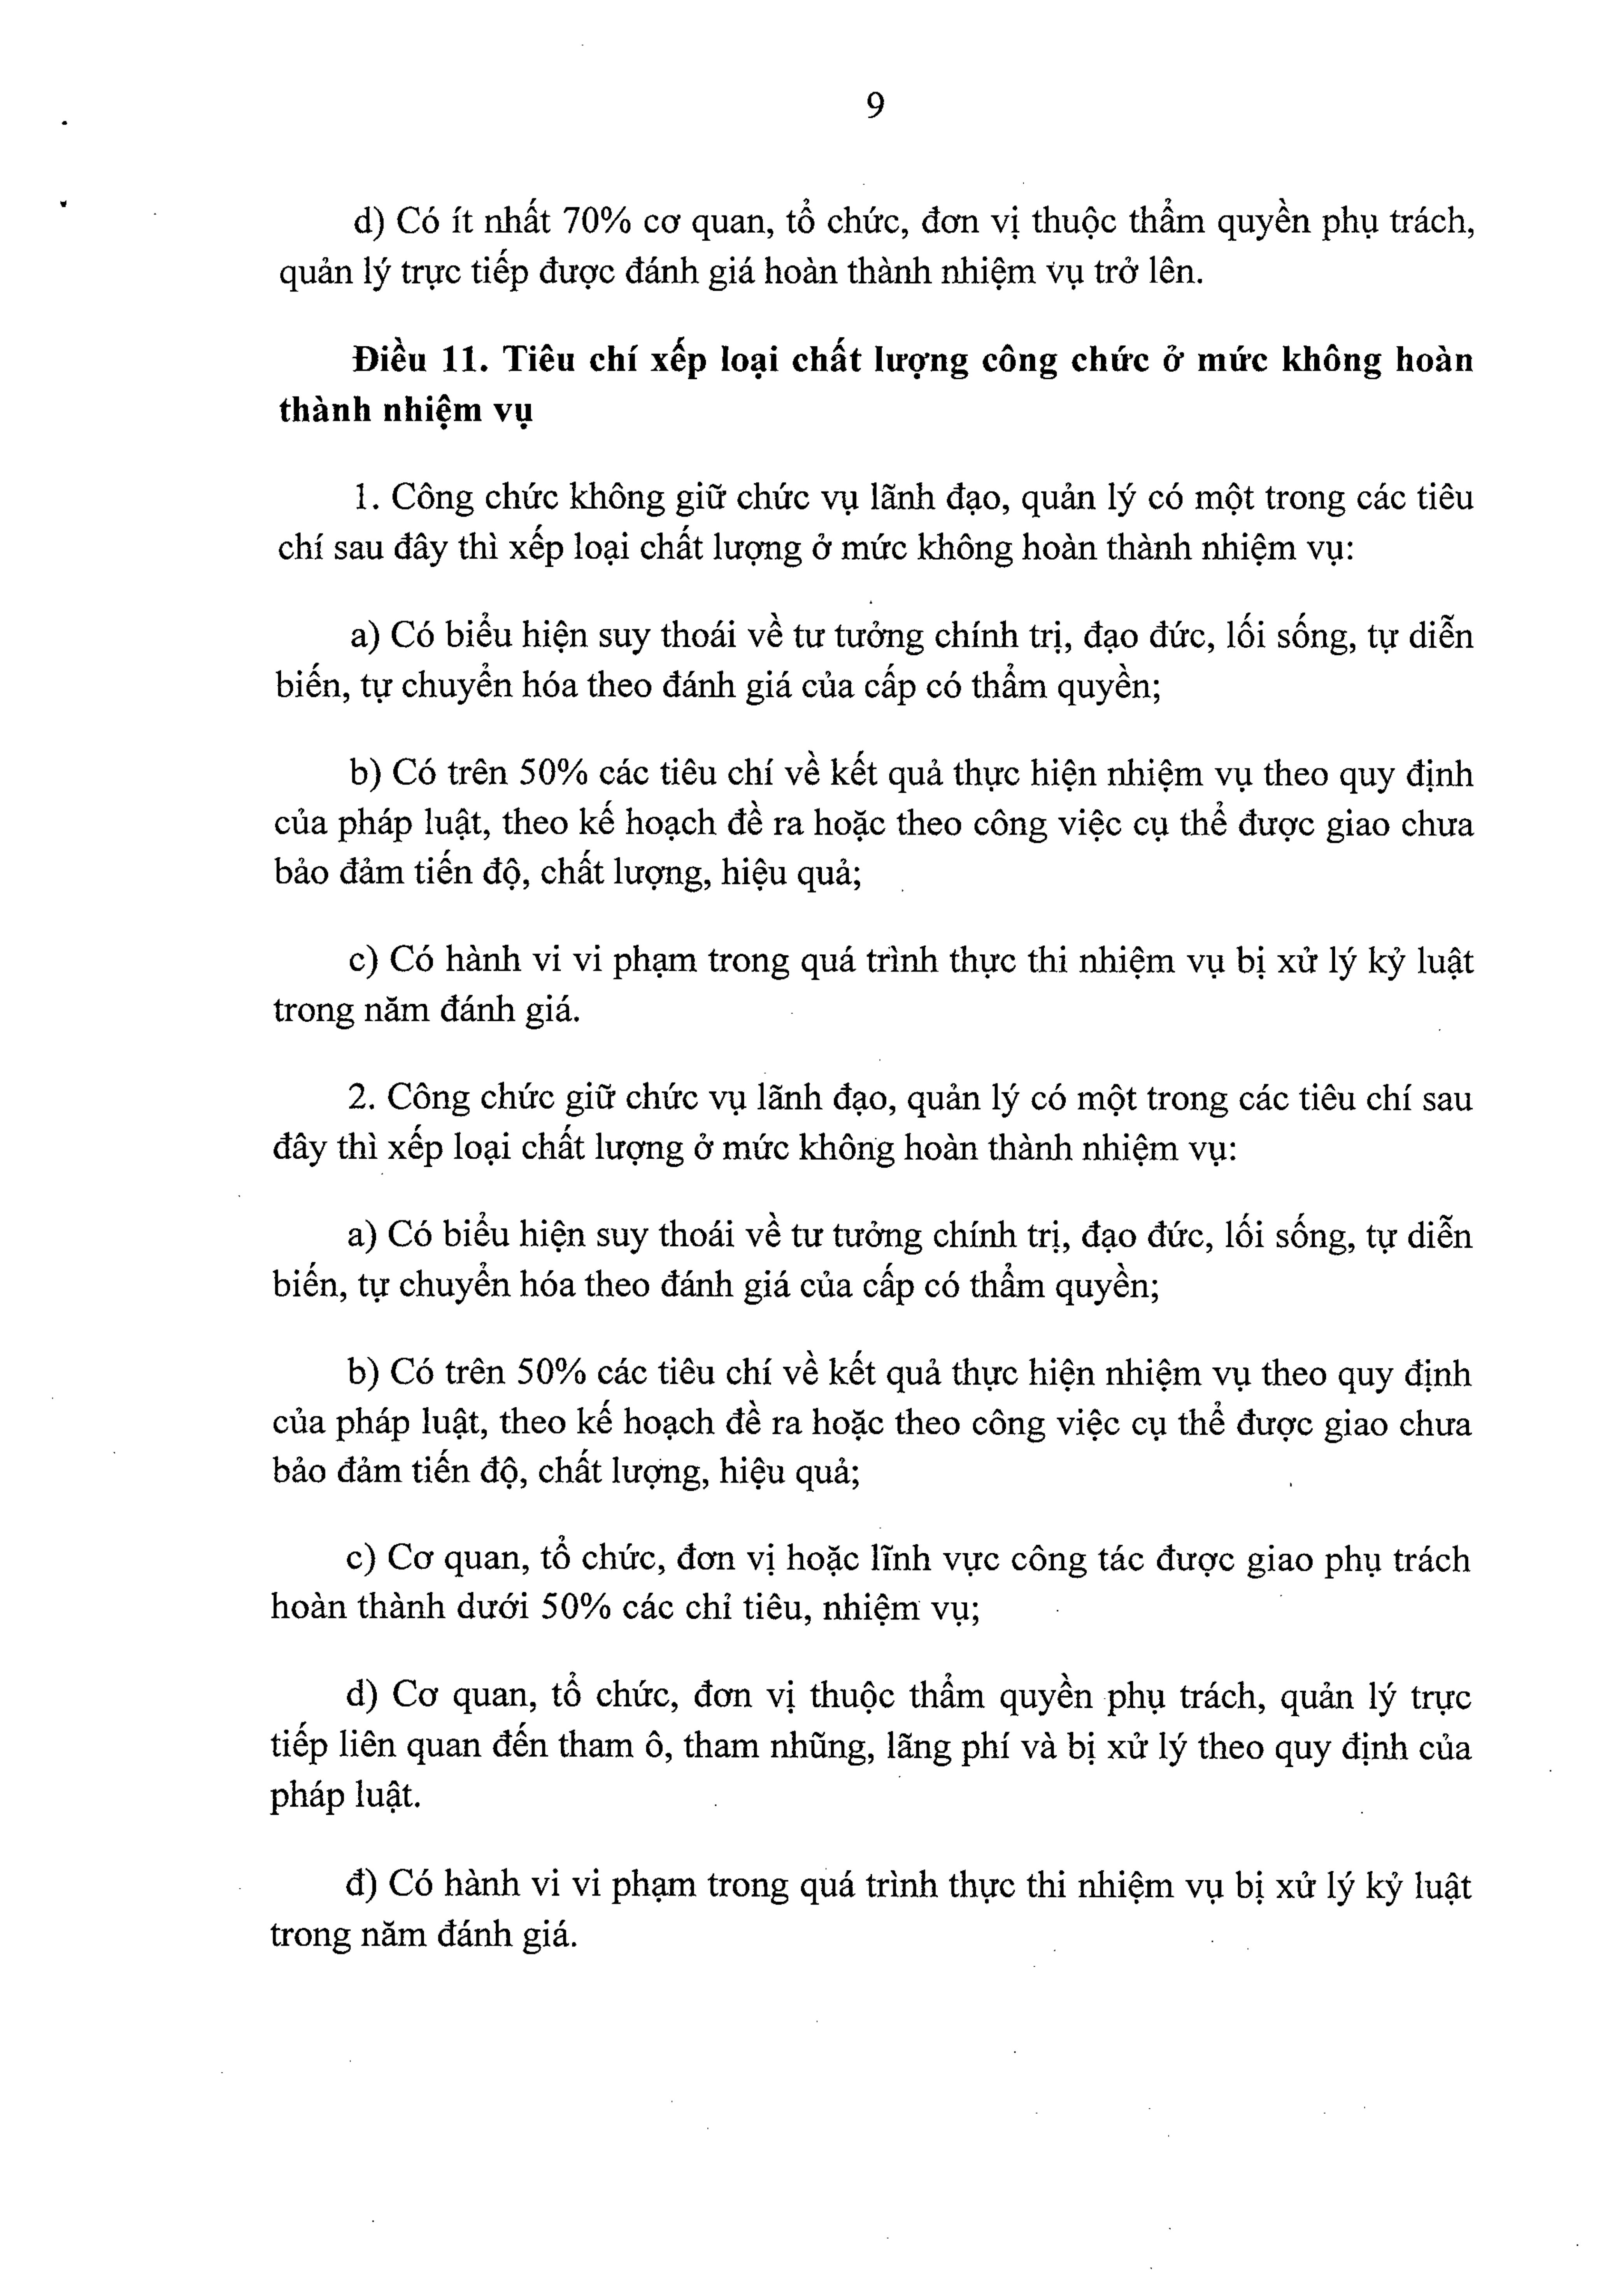 9
d) Có ít nhất 70% cơ quan, tổ chức, đơn vị thuộc thẩm quyền phụ trách,
quản lý trực tiếp được đánh giá hoàn thành nhiệm vụ trở lên.
Điều 11. Tiêu chí xếp loại chất lượng công chức ở mức không hoàn
thành nhiệm vụ
1. Công chức không giữ chức vụ lãnh đạo, quản lý có một trong các tiêu
chí sau đây thì xếp loại chất lượng ở mức không hoàn thành nhiệm vụ:
a) Có biểu hiện suy thoái về tư tưởng chính trị, đạo đức, lối sống, tự diễn
biến, tự chuyển hóa theo đánh giá của cấp có thẩm quyền;
b) Có trên 50% các tiêu chí về kết quả thực hiện nhiệm vụ theo quy định
của pháp luật, theo kế hoạch đề ra hoặc theo công việc cụ thể được giao chưa
bảo đảm tiến độ, chất lượng, hiệu quả;
c) Có hành vi vi phạm trong quá trình thực thi nhiệm vụ bị xử lý kỷ luật
trong năm đánh giá.
2. Công chức giữ chức vụ lãnh đạo, quản lý có một trong các tiêu chí sau
đây thì xếp loại chất lượng ở mức không hoàn thành nhiệm vụ:
a) Có biểu hiện suy thoái về tư tưởng chính trị, đạo đức, lối sống, tự diễn
biến, tự chuyển hóa theo đánh giá của cấp có thẩm quyền;
b) Có trên 50% các tiêu chí về kết quả thực hiện nhiệm vụ theo quy định
của pháp luật, theo kế hoạch đề ra hoặc theo công việc cụ thể được giao chưa
bảo đảm tiến độ, chất lượng, hiệu quả;
c) Cơ quan, tổ chức, đơn vị hoặc lĩnh vực công tác được giao phụ trách
hoàn thành dưới 50% các chỉ tiêu, nhiệm vụ;
d) Cơ quan, tổ chức, đơn vị thuộc thẩm quyền phụ trách, quản lý trực
tiếp liên quan đến tham ô, tham nhũng, lãng phí và bị xử lý theo quy định của
pháp luật.
đ) Có hành vi vi phạm trong quá trình thực thi nhiệm vụ bị xử lý kỷ luật
trong năm đánh giá.